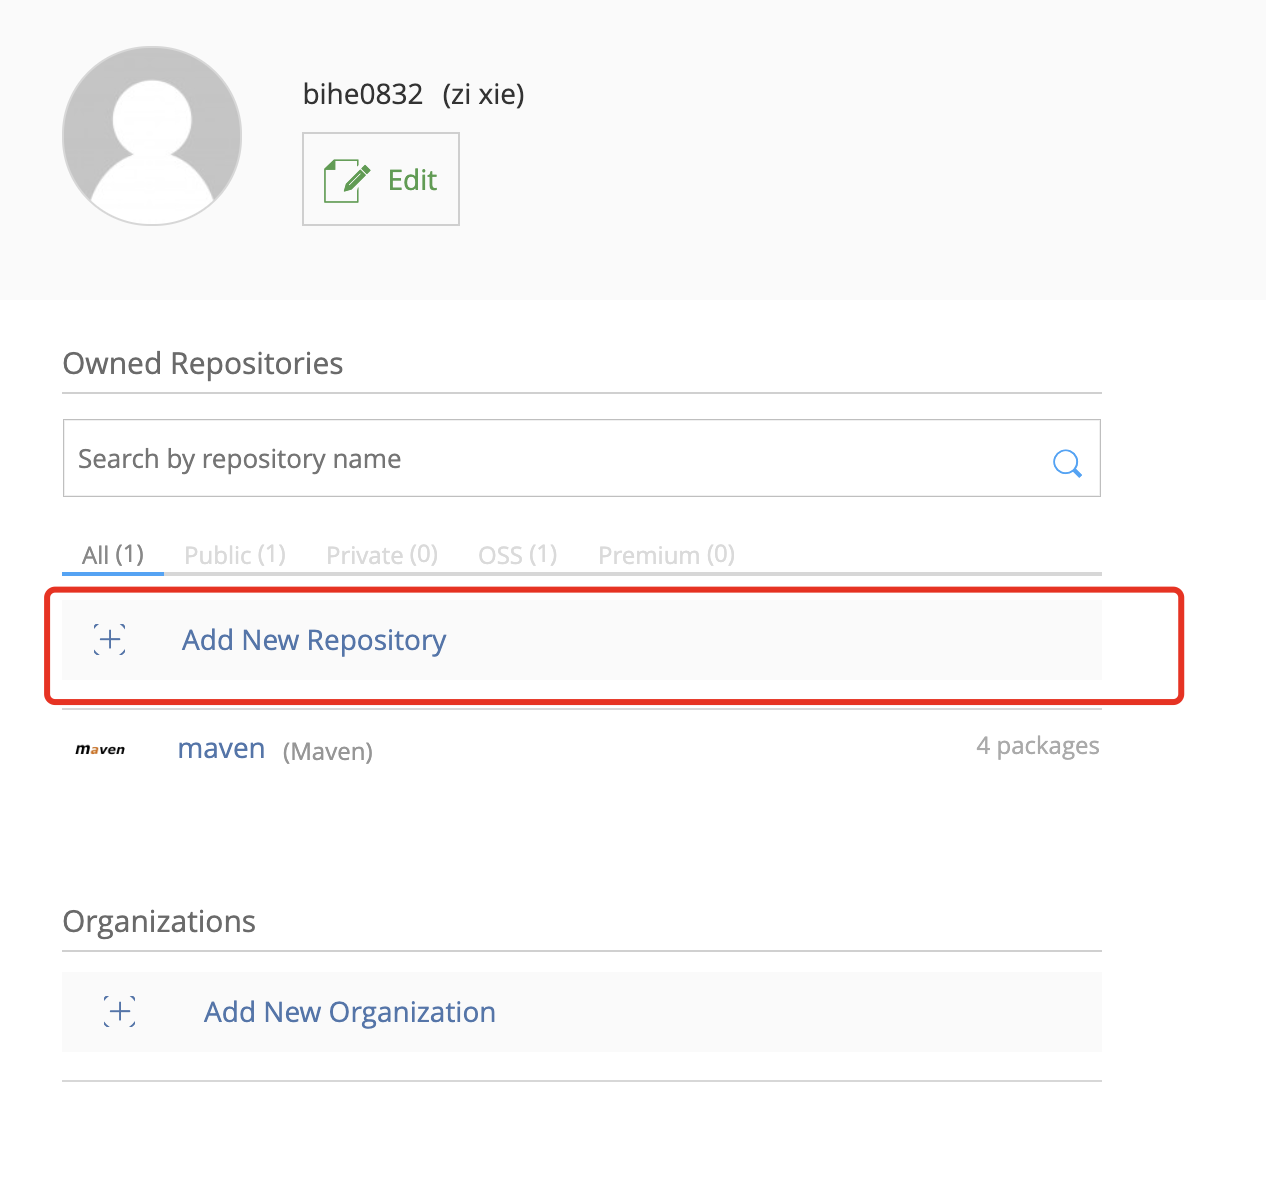 bihe0832 (zi xie)
Edit
Owned Repositories
Search by repository name
All (1) Public (1) Private (0) OSS (1) Premium (0)
Add New Repository
maven maven (Maven) 4 packages
Organizations
Add New Organization